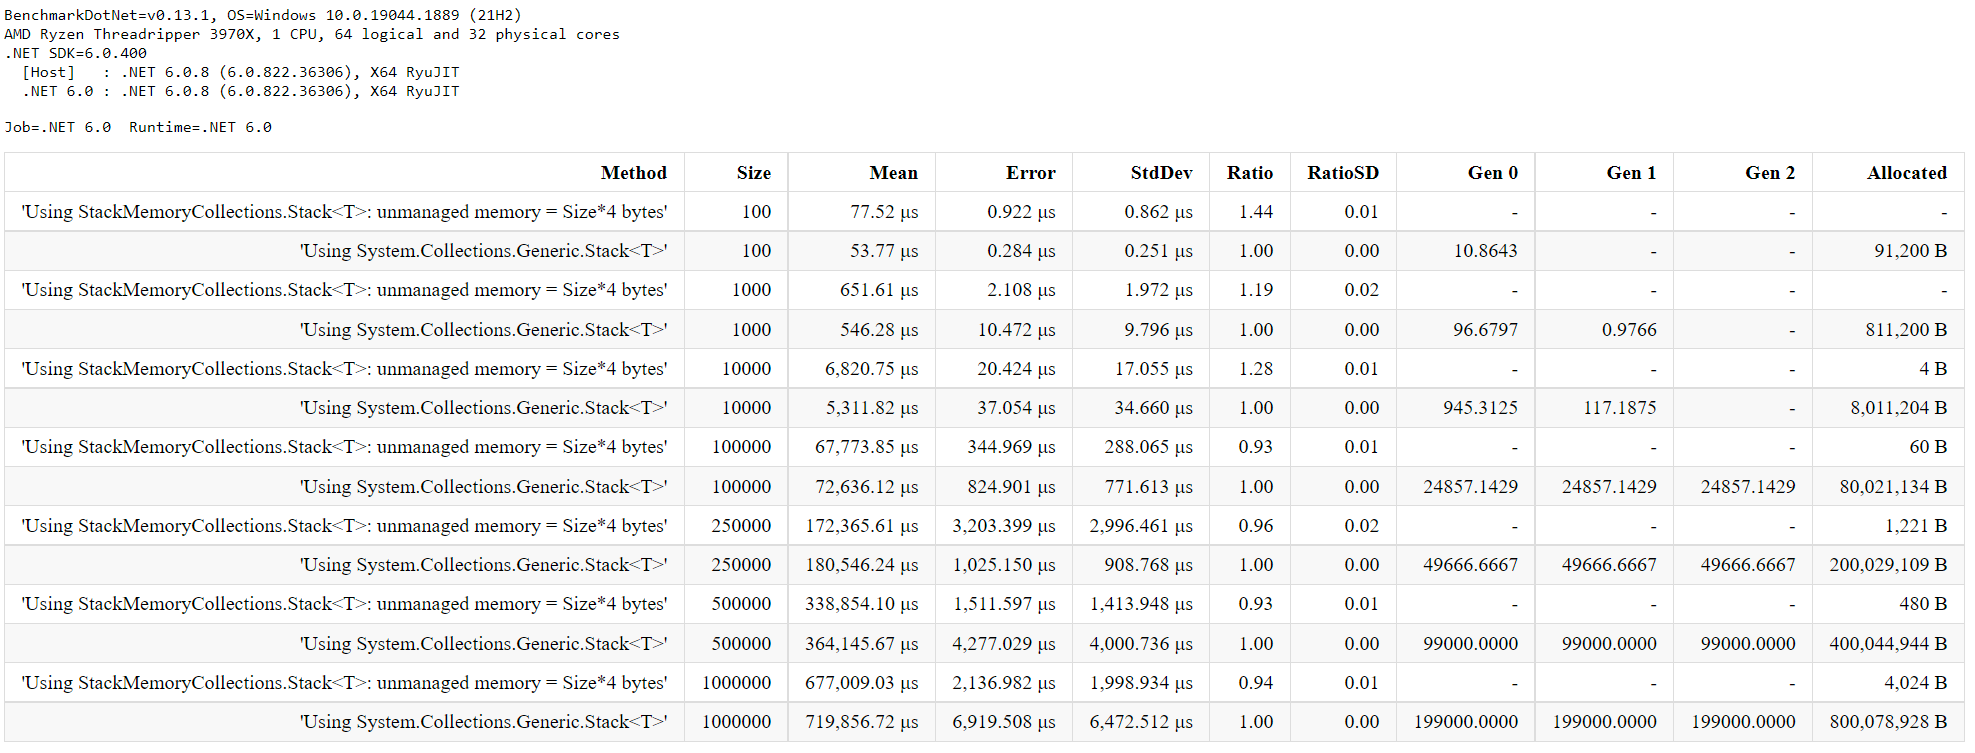 BenchmarkDotNet=v0.13.1, OS=Windows 10.0.19044.1889 (21H2)
AMD Ryzen Threadripper 3970X, 1 CPU, 64 logical and 32 physical cores
.NET SDK=6.0.400
[Host]   : .NET 6.0.8 (6.0.822.36306), X64 RyuJIT
.NET 6.0 : .NET 6.0.8 (6.0.822.36306), X64 RyuJIT
Job=.NET 6.0  Runtime=.NET 6.0
Method Size Mean Error StdDev Ratio RatioSD Gen 0 Gen 1 Gen 2 Allocated
'Using StackMemoryCollections.Stack<T>: unmanaged memory = Size*4 bytes' 100 77.52 μs 0.922 μs 0.862 μs 1.44 0.01 - - - -
'Using System.Collections.Generic.Stack<T>' 100 53.77 μs 0.284 μs 0.251 μs 1.00 0.00 10.8643 - - 91,200 B
'Using StackMemoryCollections.Stack<T>: unmanaged memory = Size*4 bytes' 1000 651.61 μs 2.108 μs 1.972 μs 1.19 0.02 - - - -
'Using System.Collections.Generic.Stack<T>' 1000 546.28 μs 10.472 μs 9.796 μs 1.00 0.00 96.6797 0.9766 - 811,200 B
'Using StackMemoryCollections.Stack<T>: unmanaged memory = Size*4 bytes' 10000 6,820.75 μs 20.424 μs 17.055 μs 1.28 0.01 - - - 4 B
'Using System.Collections.Generic.Stack<T>' 10000 5,311.82 μs 37.054 μs 34.660 μs 1.00 0.00 945.3125 117.1875 - 8,011,204 B
'Using StackMemoryCollections.Stack<T>: unmanaged memory = Size*4 bytes' 100000 67,773.85 μs 344.969 μs 288.065 μs 0.93 0.01 - - - 60 B
'Using System.Collections.Generic.Stack<T>' 100000 72,636.12 μs 824.901 μs 771.613 μs 1.00 0.00 24857.1429 24857.1429 24857.1429 80,021,134 B
'Using StackMemoryCollections.Stack<T>: unmanaged memory = Size*4 bytes' 250000 172,365.61 μs 3,203.399 μs 2,996.461 μs 0.96 0.02 - - - 1,221 B
'Using System.Collections.Generic.Stack<T>' 250000 180,546.24 μs 1,025.150 μs 908.768 μs 1.00 0.00 49666.6667 49666.6667 49666.6667 200,029,109 B
'Using StackMemoryCollections.Stack<T>: unmanaged memory = Size*4 bytes' 500000 338,854.10 μs 1,511.597 μs 1,413.948 μs 0.93 0.01 - - - 480 B
'Using System.Collections.Generic.Stack<T>' 500000 364,145.67 μs 4,277.029 μs 4,000.736 μs 1.00 0.00 99000.0000 99000.0000 99000.0000 400,044,944 B
'Using StackMemoryCollections.Stack<T>: unmanaged memory = Size*4 bytes' 1000000 677,009.03 μs 2,136.982 μs 1,998.934 μs 0.94 0.01 - - - 4,024 B
'Using System.Collections.Generic.Stack<T>' 1000000 719,856.72 μs 6,919.508 μs 6,472.512 μs 1.00 0.00 199000.0000 199000.0000 199000.0000 800,078,928 B